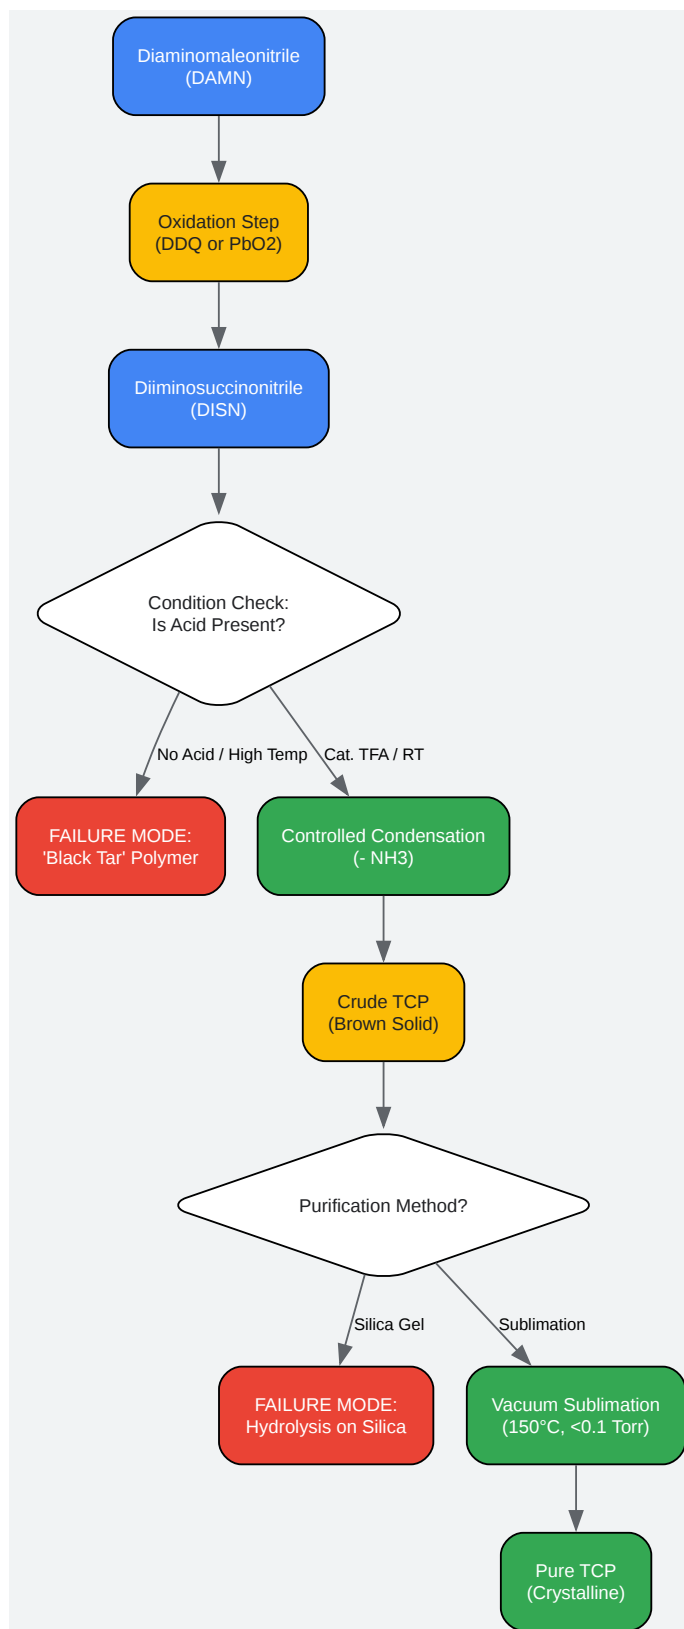 Diaminomaleonitrile
(DAMN)
Oxidation Step
(DDQ or PbO2)
Diiminosuccinonitrile
(DISN)
Condition Check:
Is Acid Present?
No Acid / High Temp
Cat. TFA / RT
FAILURE MODE:
'Black Tar' Polymer
Controlled Condensation
(- NH3)
Crude TCP
(Brown Solid)
Purification Method?
Silica Gel
Sublimation
FAILURE MODE:
Hydrolysis on Silica
Vacuum Sublimation
(150°C, <0.1 Torr)
Pure TCP
(Crystalline)